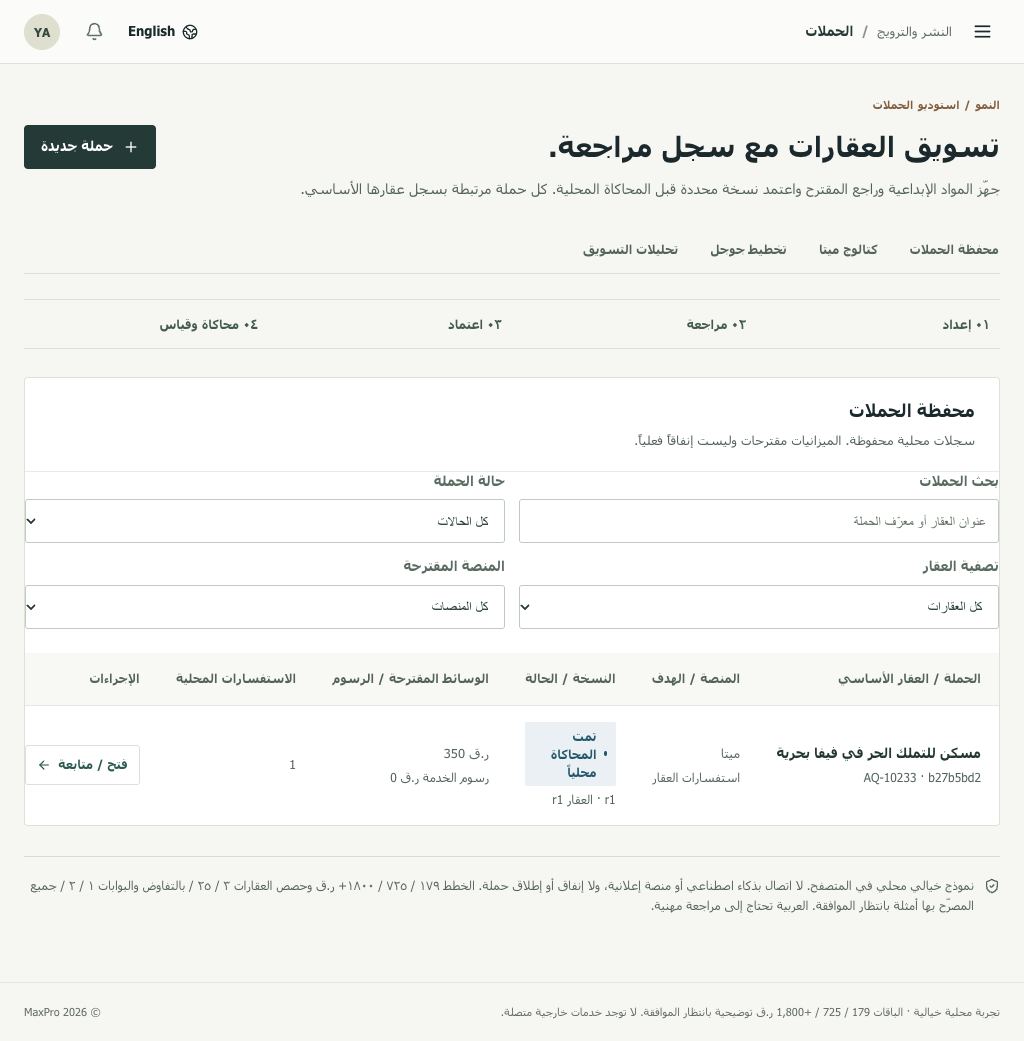 النشر والترويج / الحملات
English
YA
النمو / استوديو الحملات
تسويق العقارات مع سجل مراجعة.
حملة جديدة
جهّز المواد الإبداعية وراجع المقترح واعتمد نسخة محددة قبل المحاكاة المحلية. كل حملة مرتبطة بسجل عقارها الأساسي.
محفظة الحملات كتالوج ميتا تخطيط جوجل تحليلات التسويق
٠١ إعداد ٠٢ مراجعة ٠٣ اعتماد ٠٤ محاكاة وقياس
محفظة الحملات
سجلات محلية محفوظة. الميزانيات مقترحات وليست إنفاقاً فعلياً.
بحث الحملات حالة الحملة
عنوان العقار أو معرّف الحملة كل الحالات
تصفية العقار المنصة المقترحة
كل العقارات كل المنصات
الحملة / العقار الأساسي المنصة / الهدف النسخة / الحالة الوسائط المقترحة / الرسوم الاستفسارات المحلية الإجراءات
مسكن للتملك الحر في فيفا بحرية
AQ-10233 · b27b5bd2
ميتا
استفسارات العقار
تمت
المحاكاة
محلياً
r1 · العقار r1
ر.ق 350
رسوم الخدمة ر.ق 0
1
فتح / متابعة
نموذج خيالي محلي في المتصفح. لا اتصال بذكاء اصطناعي أو منصة إعلانية، ولا إنفاق أو إطلاق حملة. الخطط ١٧٩ / ٧٢٥ / ١٨٠٠+ ر.ق وحصص العقارات ٣ / ٢٥ / بالتفاوض والبوابات ١ / ٢ / جميع
المصرّح بها أمثلة بانتظار الموافقة. العربية تحتاج إلى مراجعة مهنية.
تجربة محلية خيالية · الباقات 179 / 725 / 1,800+ ر.ق توضيحية بانتظار الموافقة. لا توجد خدمات خارجية متصلة.
© 2026 MaxPro